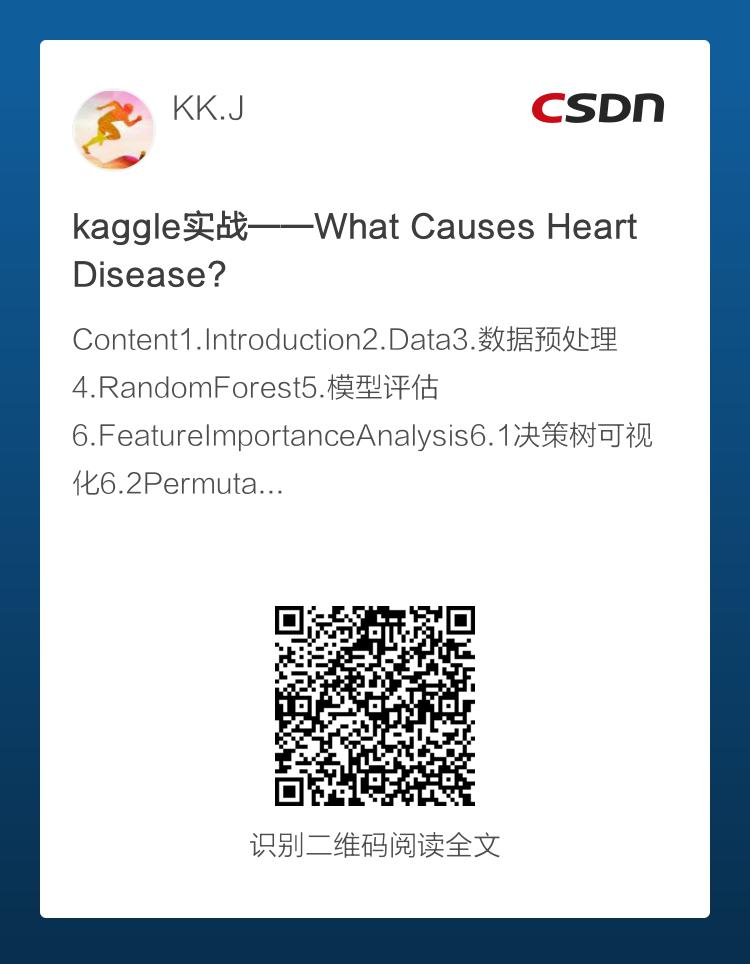 KK.J
CSDN
kaggle实战——What Causes Heart
Disease?
Content1.Introduction2.Data3.数据预处理
4.RandomForest5.模型评估
6.FeatureImportanceAnalysis6.1决策树可视
化6.2Permuta...
识别二维码阅读全文